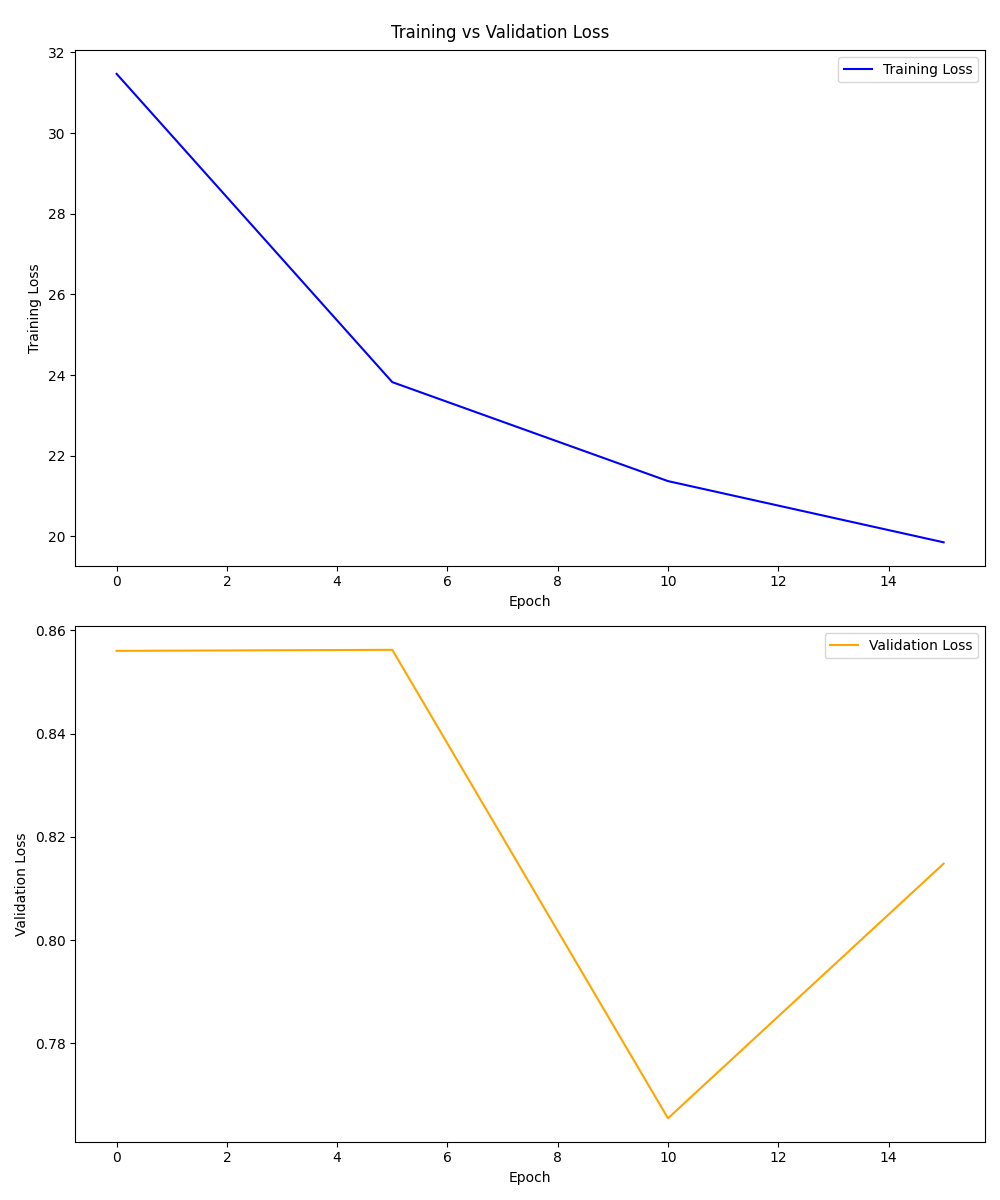 Training vs Validation Loss
Training Loss
32
30
28
26
24
22
20
Training Loss
0 2 4 6 8 10 12 14
Epoch
Validation Loss
0.86
0.84
0.82
0.80
0.78
Validation Loss
0 2 4 6 8 10 12 14
Epoch